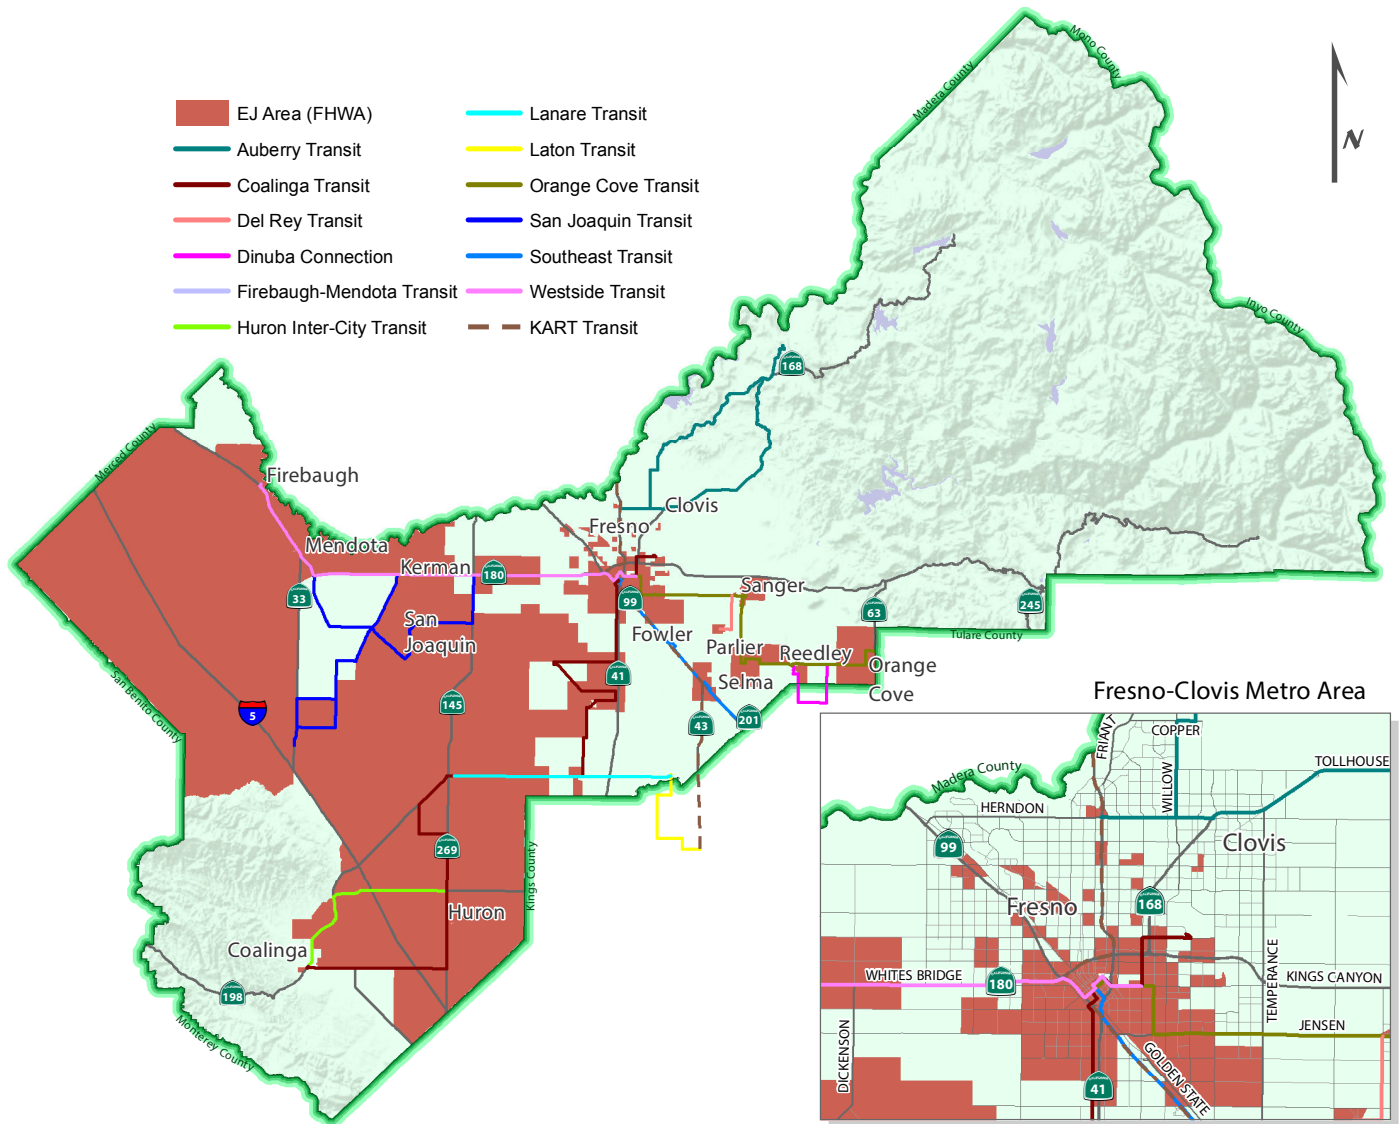 Mono County
Madera County
N
EJ Area (FHWA)
Auberry Transit
Coalinga Transit
Del Rey Transit
Dinuba Connection
Firebaugh-Mendota Transit
Huron Inter-City Transit
Lanare Transit
Laton Transit
Orange Cove Transit
San Joaquin Transit
Southeast Transit
Westside Transit
KART Transit
Inyo County
168
Merced County
Firebaugh
Clovis
Fresno
Mendota
Kerman
180
Sanger
33
99
63
245
San
Joaquin
Fowler
Parlier
Reedley
Tulare County
Orange
Cove
41
Selma
San Benito County
5
145
43
201
269
Kings County
Huron
Coalinga
198
Monterey County
Fresno-Clovis Metro Area
FRIANT
COPPER
WILLOW
TOLLHOUSE
Madera County
HERNDON
99
Clovis
Fresno
168
WHITES BRIDGE
180
TEMPERANCE
KINGS CANYON
JENSEN
DICKENSON
GOLDEN STATE
41